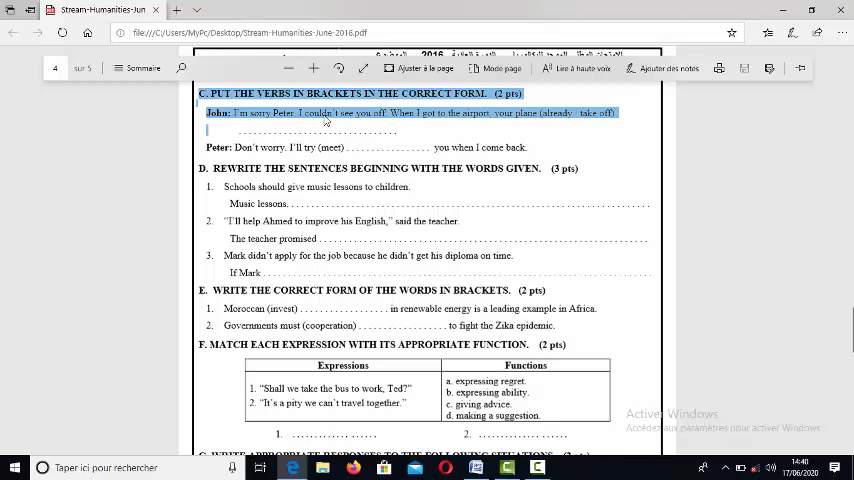 Stream-Humanities-Jun
file:///C:/Users/MyPc/Desktop/Stream-Humanities-June-2016.pdf
4 sur 5
Sommaire
Ajuster à la page
Mode page
Lire à haute voix
Ajouter des notes
C. PUT THE VERBS IN BRACKETS IN THE CORRECT FORM. (2 pts)
John: I'm sorry Peter. I couldn't see you off. When I got to the airport, your plane (already - take off)
. . . . . . . . . . . . . . . . . . . . . . . . . . . . . . . .
Peter: Don't worry. I'll try (meet) . . . . . . . . . . . . . . . . . you when I come back.
D. REWRITE THE SENTENCES BEGINNING WITH THE WORDS GIVEN. (3 pts)
1. Schools should give music lessons to children.
Music lessons. . . . . . . . . . . . . . . . . . . . . . . . . . . . . . . . . . . . . . . . . . . . . . . . . . . . . . . .
2. "I'll help Ahmed to improve his English," said the teacher.
The teacher promised . . . . . . . . . . . . . . . . . . . . . . . . . . . . . . . . . . . . . . . . . . . . . . . . . . .
3. Mark didn't apply for the job because he didn't get his diploma on time.
If Mark . . . . . . . . . . . . . . . . . . . . . . . . . . . . . . . . . . . . . . . . . . . . . . . . . . . . . . . . . . . .
E. WRITE THE CORRECT FORM OF THE WORDS IN BRACKETS. (2 pts)
1. Moroccan (invest) . . . . . . . . . . . . . . . . . . in renewable energy is a leading example in Africa.
2. Governments must (cooperation) . . . . . . . . . . . . . . . . . . to fight the Zika epidemic.
F. MATCH EACH EXPRESSION WITH ITS APPROPRIATE FUNCTION. (2 pts)
Expressions Functions
1. "Shall we take the bus to work, Ted?"
2. "It's a pity we can't travel together."
a. expressing regret.
b. expressing ability.
c. giving advice.
d. making a suggestion.
1. . . . . . . . . . . . . . . . . . 2. . . . . . . . . . . . . . . . . . .
Activer Windows
Accédez aux paramètres pour activer Windows.
Taper ici pour rechercher
14:40
17/06/2020